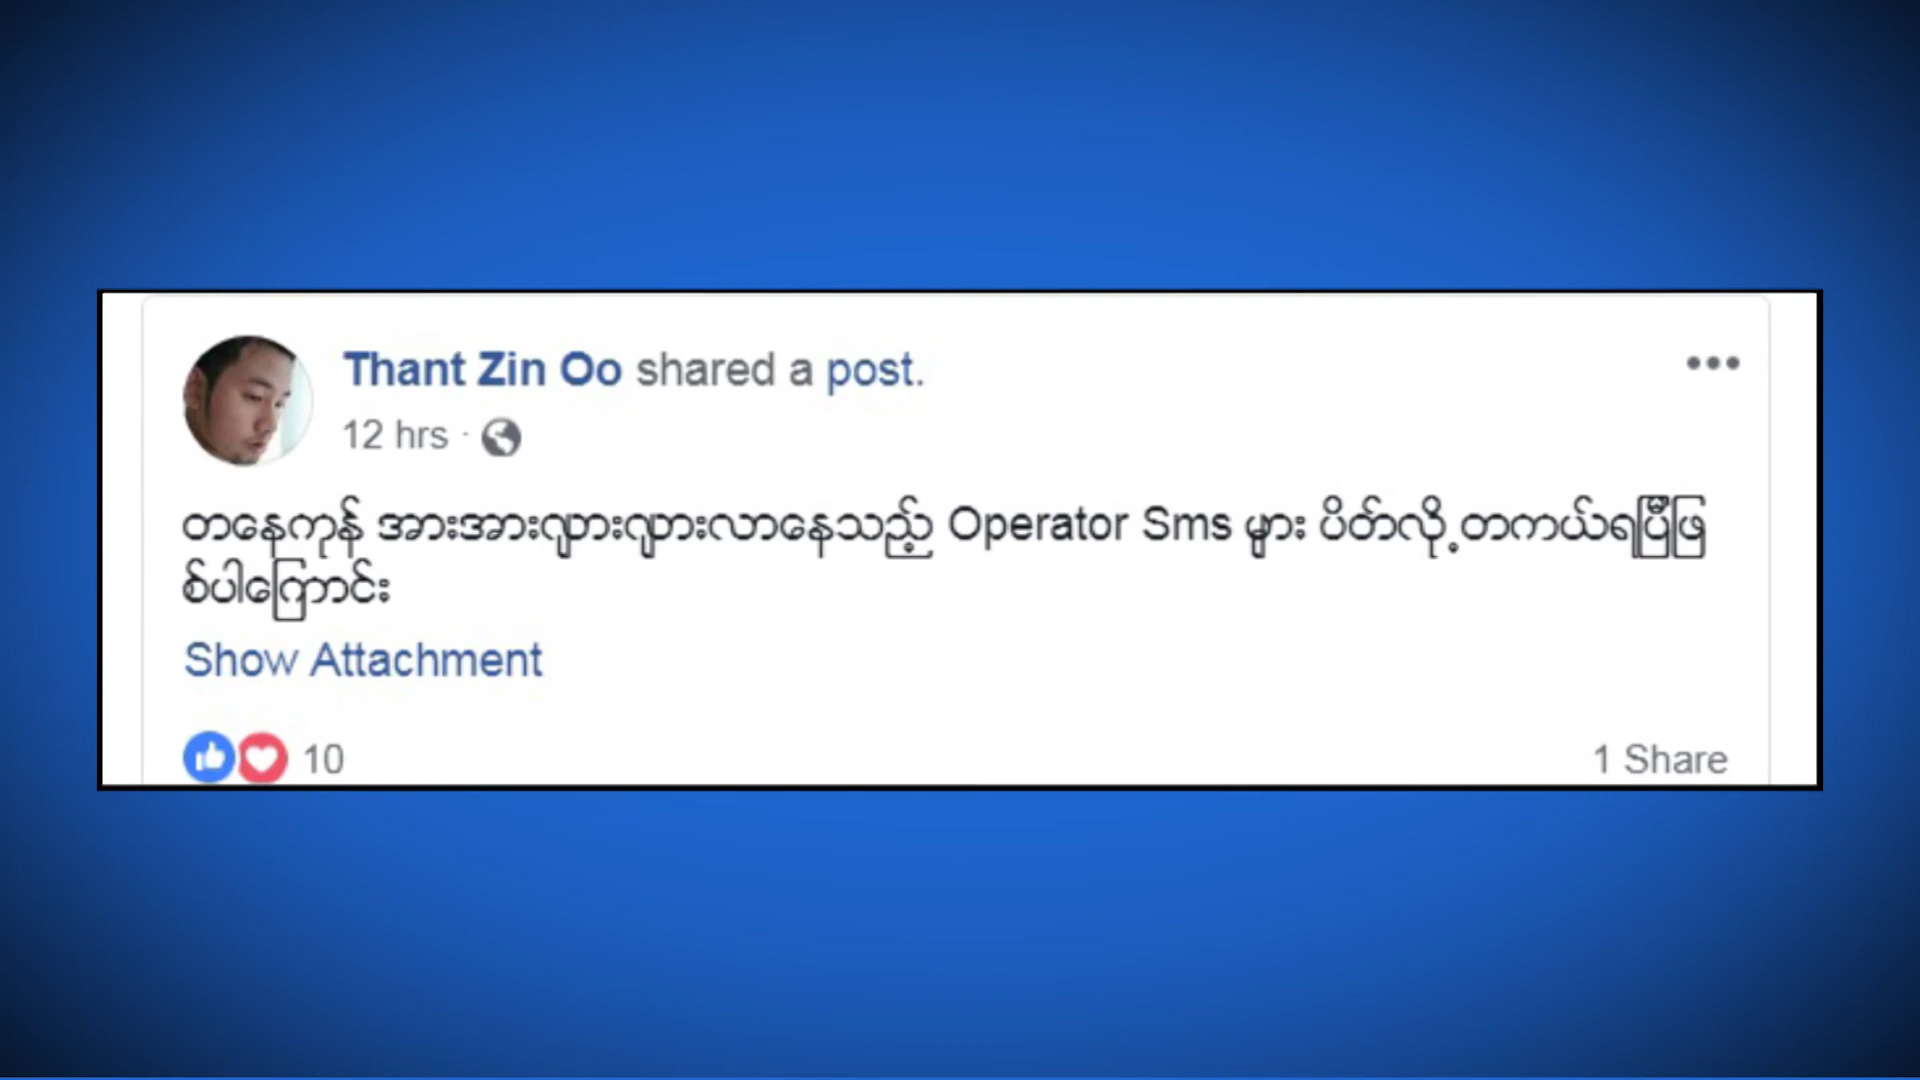 Thant Zin Oo shared a post.
12 hrs ·
တနေကုန် အားအားလျားလျားလာနေသည့် Operator Sms များ ပိတ်လို့တကယ်ရပြီဖြ
စ်ပါကြောင်း
Show Attachment
10
1 Share